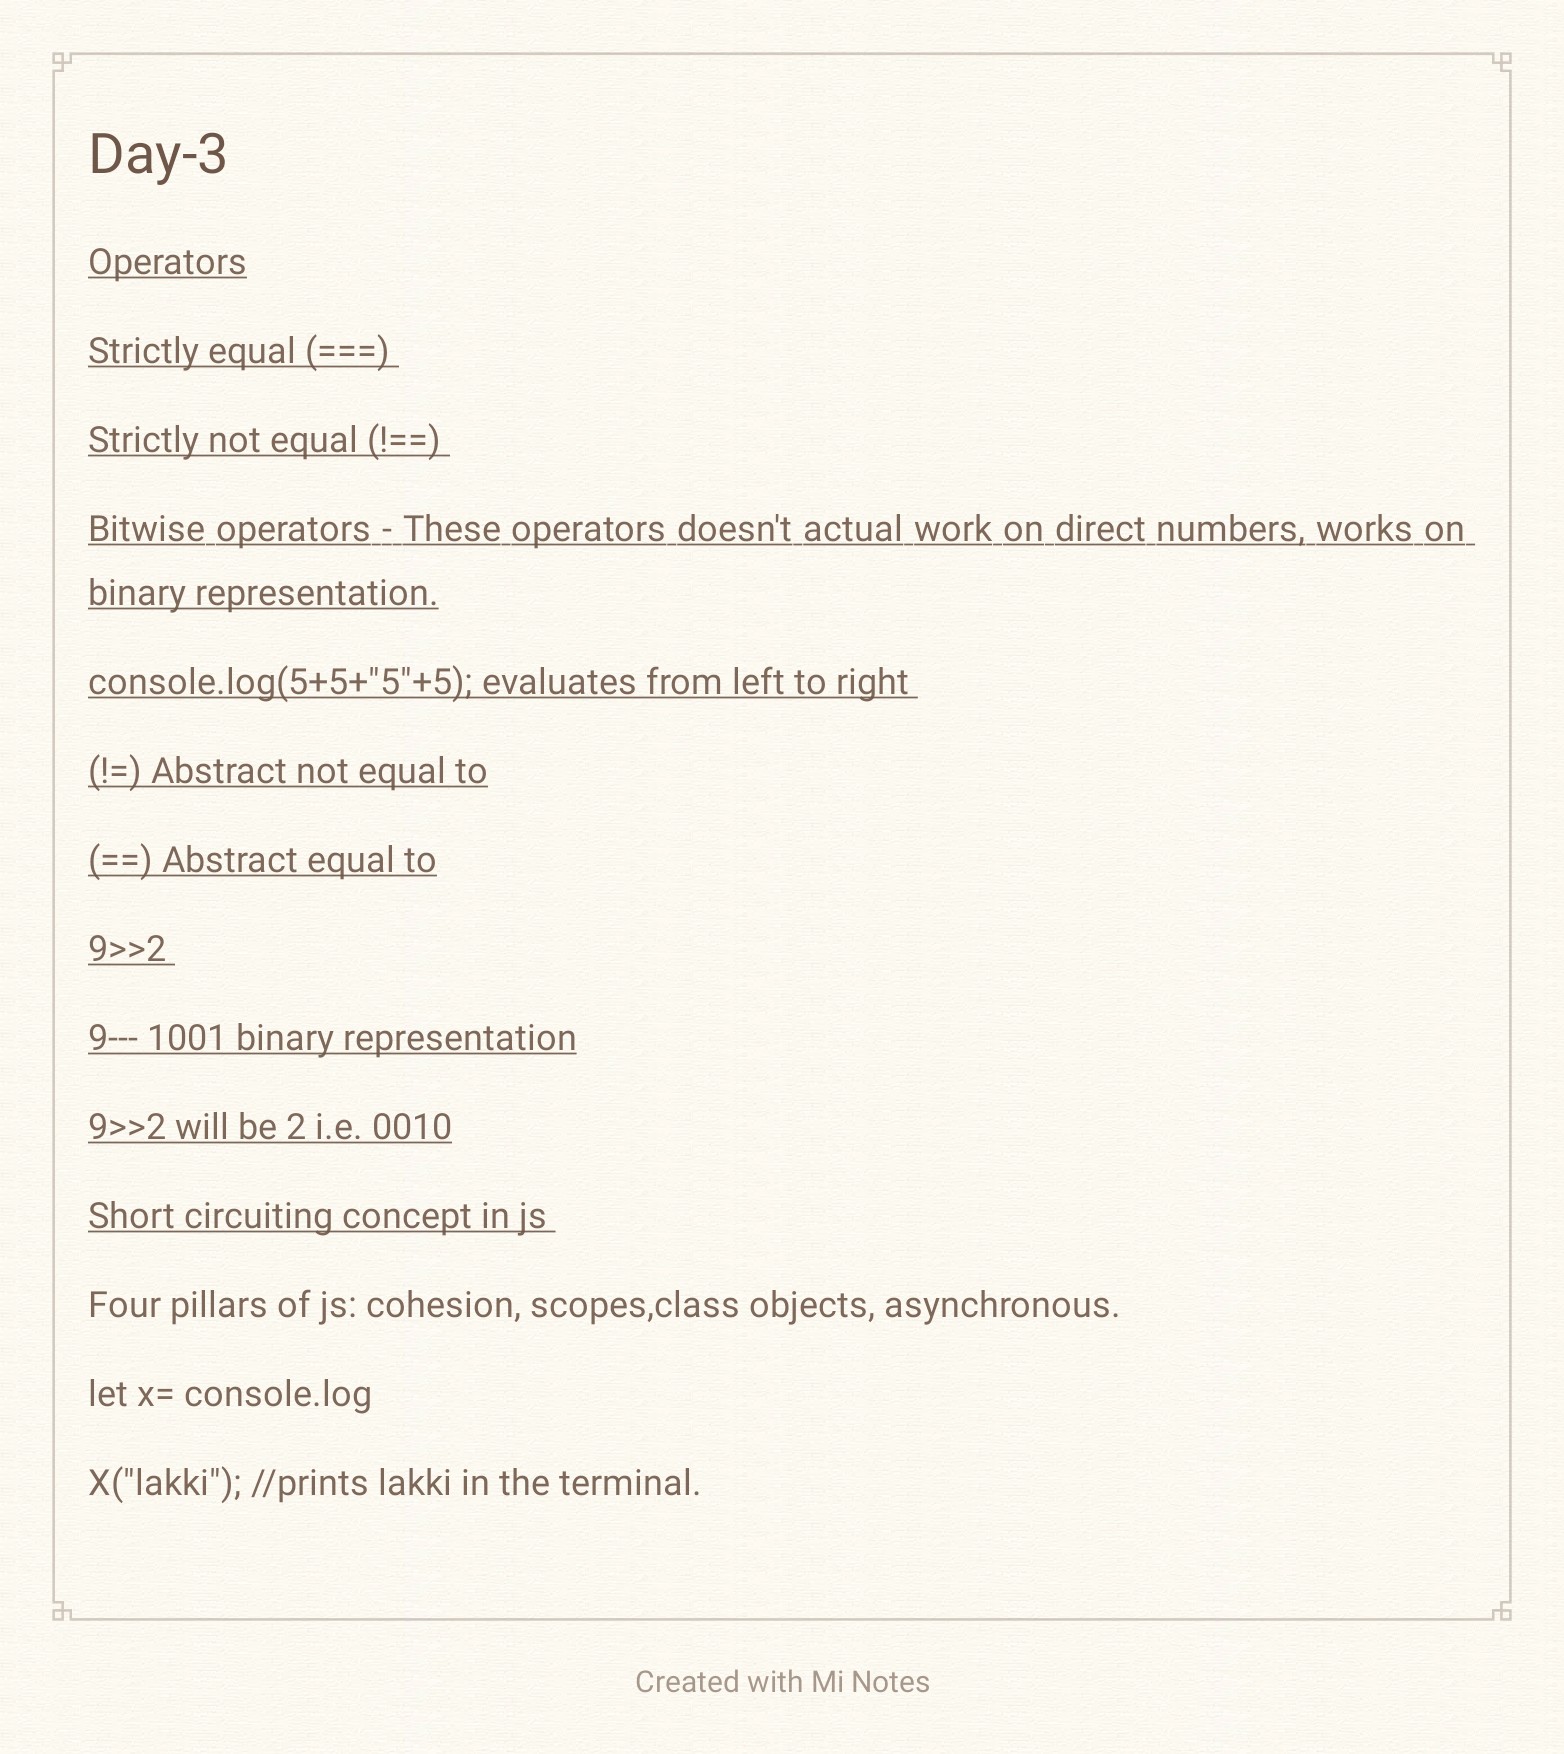 Day-3
Operators
Strictly equal (===)
Strictly not equal (!==)
Bitwise operators - These operators doesn't actual work on direct numbers, works on
binary representation.
console.log(5+5+"5"+5); evaluates from left to right
(!=) Abstract not equal to
(==) Abstract equal to
9>>2
9--- 1001 binary representation
9>>2 will be 2 i.e. 0010
Short circuiting concept in js
Four pillars of js: cohesion, scopes,class objects, asynchronous.
let x= console.log
X("lakki"); //prints lakki in the terminal.
Created with Mi Notes